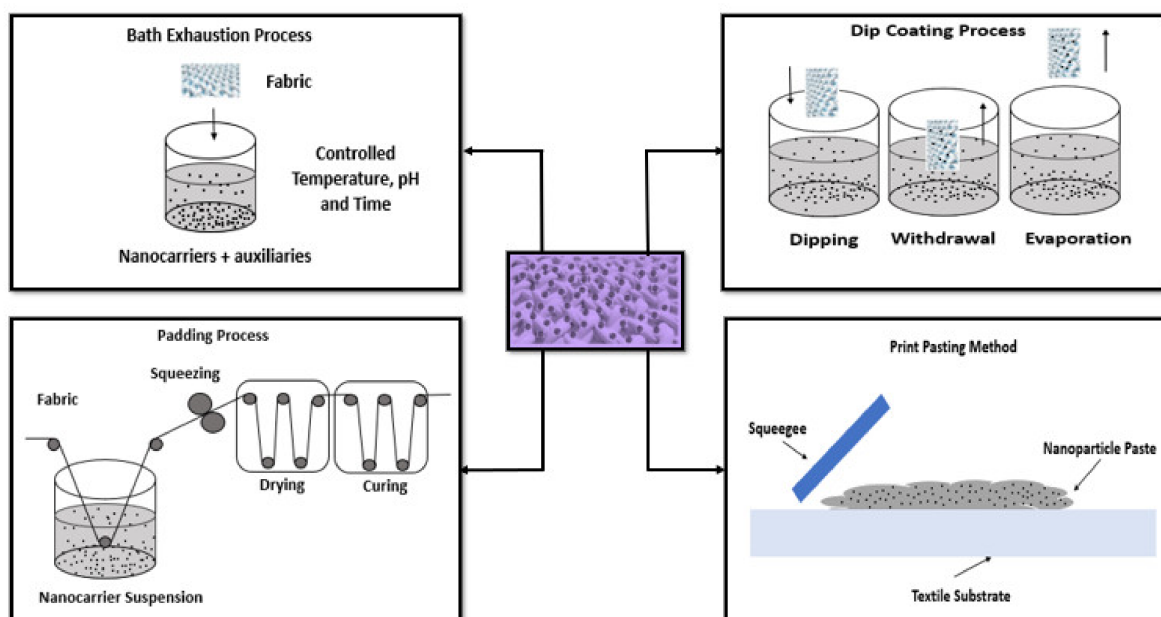 Bath Exhaustion Process
Fabric
Controlled
Temperature, pH
and Time
Nanocarriers + auxiliaries
Dip Coating Process
Dipping
Withdrawal
Evaporation
Padding Process
Squeezing
Fabric
Drying
Curing
Nanocarrier Suspension
Print Pasting Method
Squeegee
Nanoparticle Paste
Textile Substrate